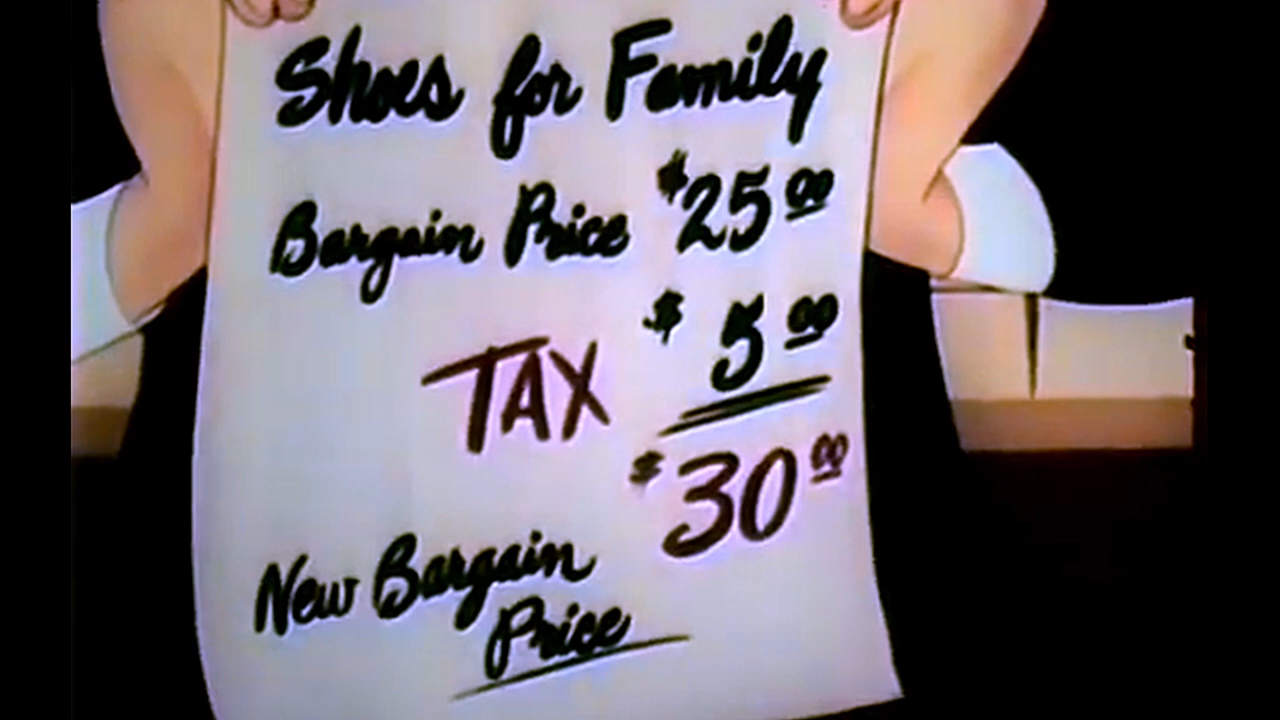 Shoes for Family
Bargain Price $25.00
TAX $5.00
$30.00
New Bargain
Price